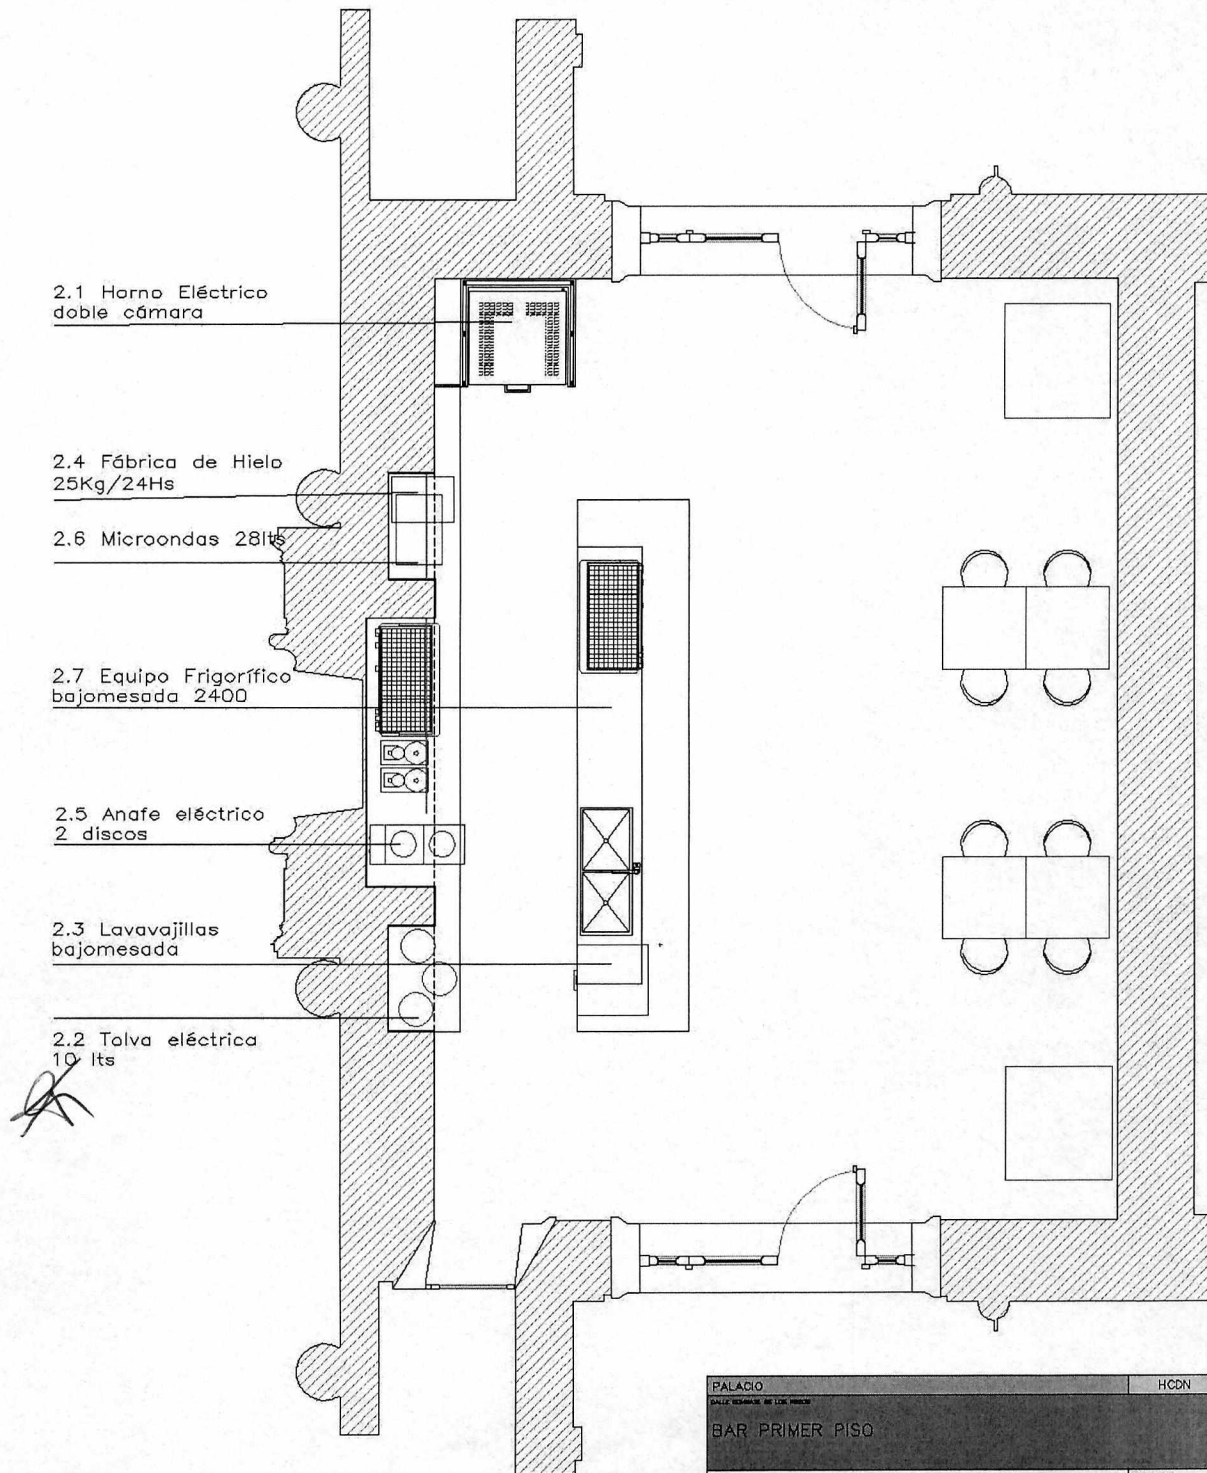 2.1 Horno Eléctrico
doble cámara
2.4 Fábrica de Hielo
25Kg/24Hs
2.6 Microondas 28lts
2.7 Equipo Frigorífico
bajomesada 2400
2.5 Anafe eléctrico
2 discos
2.3 Lavavajillas
bajomesada
2.2 Tolva eléctrica
10 lts
PALACIO
HCDN
BAR PRIMER PISO